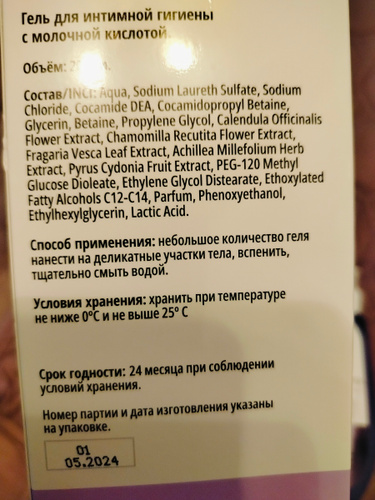 Гель для интимной гигиены
с молочной кислотой.
Объём:
Состав/INCI: Aqua, Sodium Laureth Sulfate, Sodium
Chloride, Cocamide DEA, Cocamidopropyl Betaine,
Glycerin, Betaine, Propylene Glycol, Calendula Officinalis
Flower Extract, Chamomilla Recutita Flower Extract,
Fragaria Vesca Leaf Extract, Achillea Millefolium Herb
Extract, Pyrus Cydonia Fruit Extract, PEG-120 Methyl
Glucose Dioleate, Ethylene Glycol Distearate, Ethoxylated
Fatty Alcohols C12-C14, Parfum, Phenoxyethanol,
Ethylhexylglycerin, Lactic Acid.
Способ применения: небольшое количество геля
нанести на деликатные участки тела, вспенить,
тщательно смыть водой.
Условия хранения: хранить при температуре
не ниже 0°С и не выше 25° С
Срок годности: 24 месяца при соблюдении
условий хранения.
Номер партии и дата изготовления указаны
на упаковке.
01
05.2024